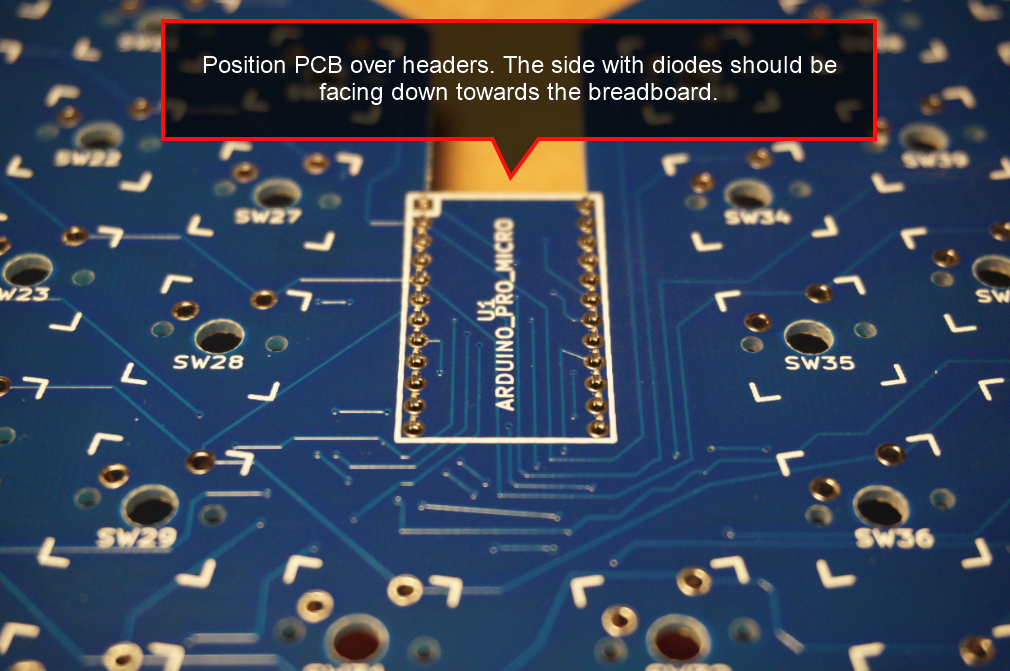 Position PCB over headers. The side with diodes should be
facing down towards the breadboard.
SW22
SW39
SW27
SW34
W23
SW
U1
ARDUINO_PRO_MICRO
SW28
SW35
SW29
SW36